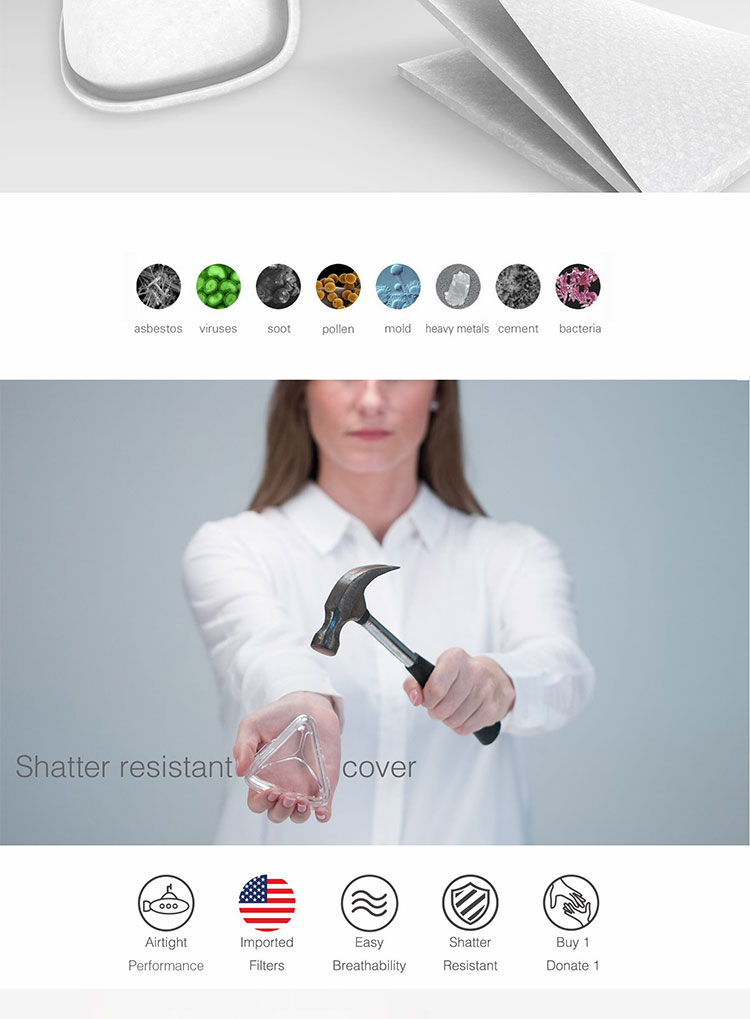 asbestos viruses soot pollen mold heavy metals cement bacteria
Shatter resistant cover
Airtight Imported Easy Shatter Buy 1
Performance Filters Breathability Resistant Donate 1